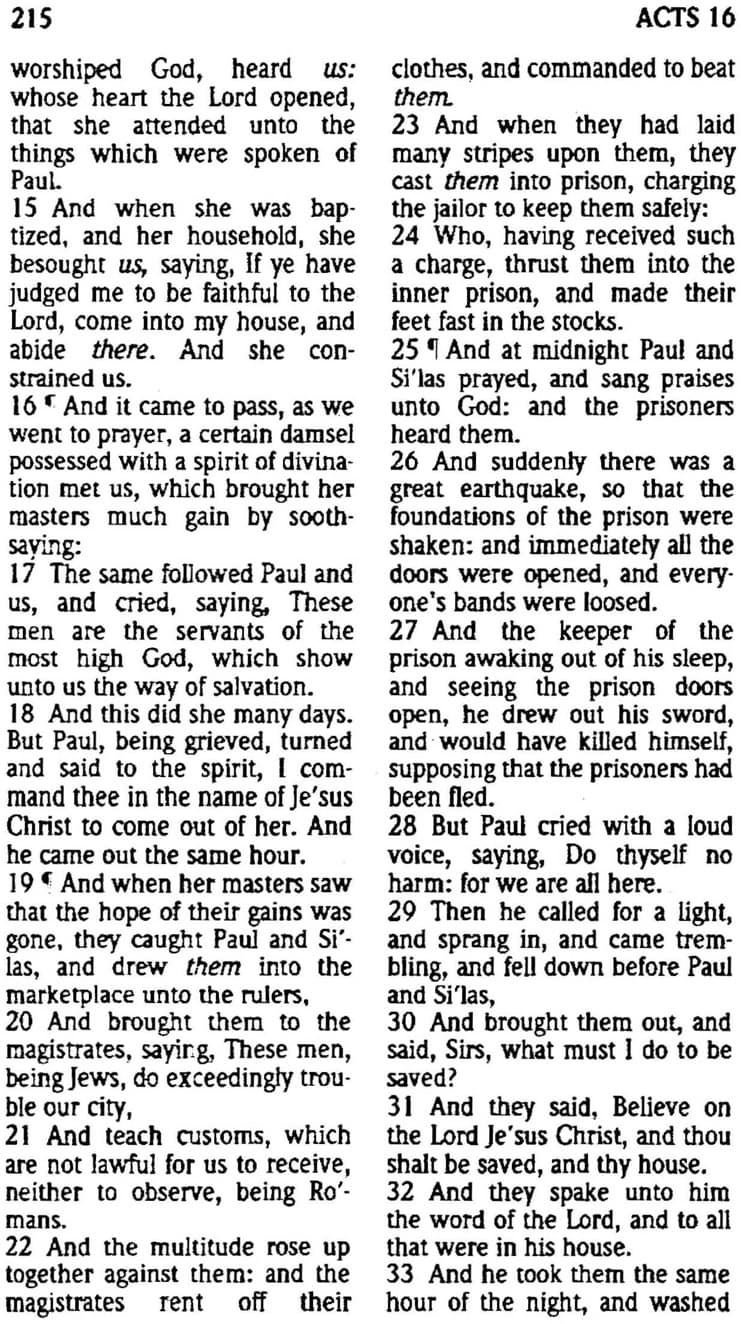 215
ACTS 16
worshiped God, heard us:
whose heart the Lord opened,
that she attended unto the
things which were spoken of
Paul.
15 And when she was bap-
tized, and her household, she
besought us, saying, If ye have
judged me to be faithful to the
Lord, come into my house, and
abide there. And she con-
strained us.
16 ¶ And it came to pass, as we
went to prayer, a certain damsel
possessed with a spirit of divina-
tion met us, which brought her
masters much gain by sooth-
saying:
17 The same followed Paul and
us, and cried, saying, These
men are the servants of the
most high God, which show
unto us the way of salvation.
18 And this did she many days.
But Paul, being grieved, turned
and said to the spirit, I com-
mand thee in the name of Je'sus
Christ to come out of her. And
he came out the same hour.
19 ¶ And when her masters saw
that the hope of their gains was
gone, they caught Paul and Si'-
las, and drew them into the
marketplace unto the rulers,
20 And brought them to the
magistrates, saying, These men,
being Jews, do exceedingly trou-
ble our city,
21 And teach customs, which
are not lawful for us to receive,
neither to observe, being Ro'-
mans.
22 And the multitude rose up
together against them: and the
magistrates rent off their
clothes, and commanded to beat
them.
23 And when they had laid
many stripes upon them, they
cast them into prison, charging
the jailor to keep them safely:
24 Who, having received such
a charge, thrust them into the
inner prison, and made their
feet fast in the stocks.
25 ¶ And at midnight Paul and
Si'las prayed, and sang praises
unto God: and the prisoners
heard them.
26 And suddenly there was a
great earthquake, so that the
foundations of the prison were
shaken: and immediately all the
doors were opened, and every-
one's bands were loosed.
27 And the keeper of the
prison awaking out of his sleep,
and seeing the prison doors
open, he drew out his sword,
and would have killed himself,
supposing that the prisoners had
been fled.
28 But Paul cried with a loud
voice, saying, Do thyself no
harm: for we are all here.
29 Then he called for a light,
and sprang in, and came trem-
bling, and fell down before Paul
and Si'las,
30 And brought them out, and
said, Sirs, what must I do to be
saved?
31 And they said, Believe on
the Lord Je'sus Christ, and thou
shalt be saved, and thy house.
32 And they spake unto him
the word of the Lord, and to all
that were in his house.
33 And he took them the same
hour of the night, and washed